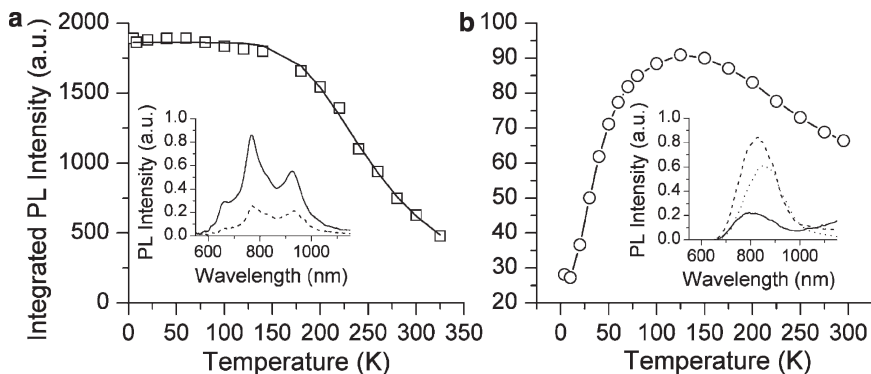 a
Integrated PL Intensity (a.u.)
2000
1500
1000
500
0
0 50 100 150 200 250 300 350
Temperature (K)
PL Intensity (a.u.)
1.0
0.8
0.6
0.4
0.2
0.0
600 800 1000
Wavelength (nm)
b
100
90
80
70
60
50
40
30
20
0 50 100 150 200 250 300
Temperature (K)
PL Intensity (a.u.)
1.0
0.8
0.6
0.4
0.2
0.0
600 800 1000
Wavelength (nm)